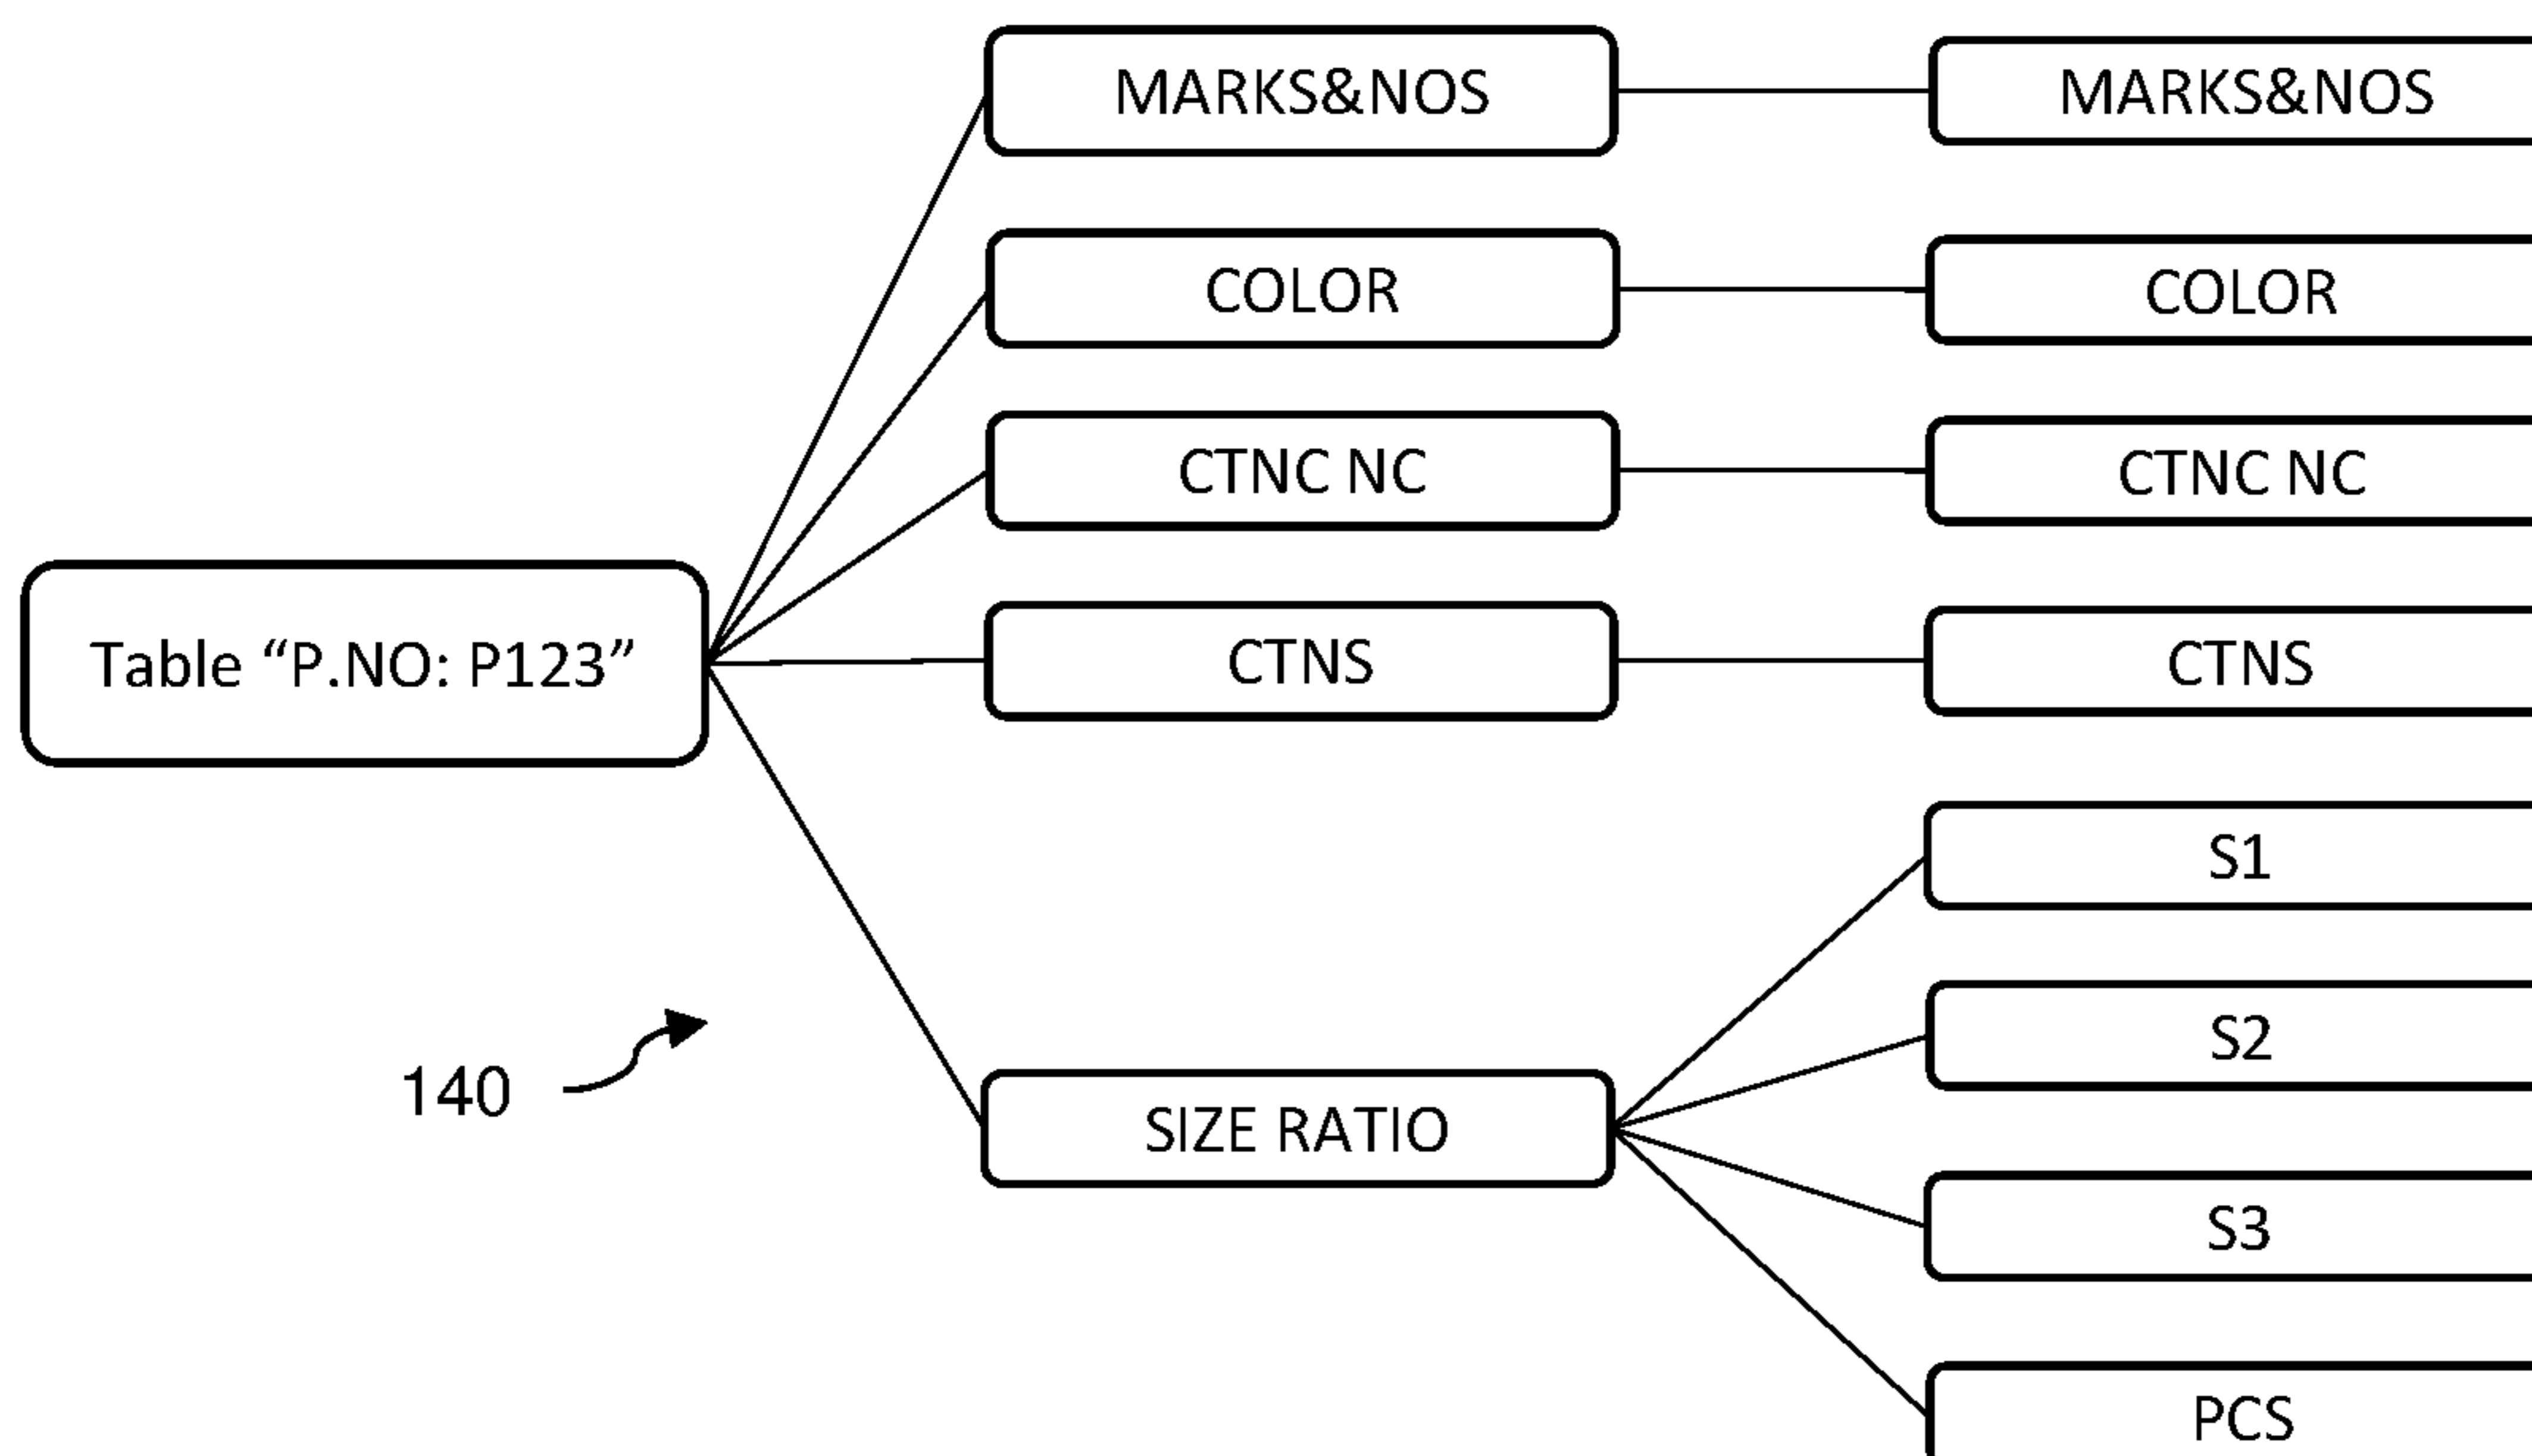 MARKS&NOS
MARKS&NOS
COLOR
COLOR
CTNC NC
CTNC NC
Table “P.NO: P123”
CTNS
CTNS
S1
S2
140
SIZE RATIO
S3
PCS